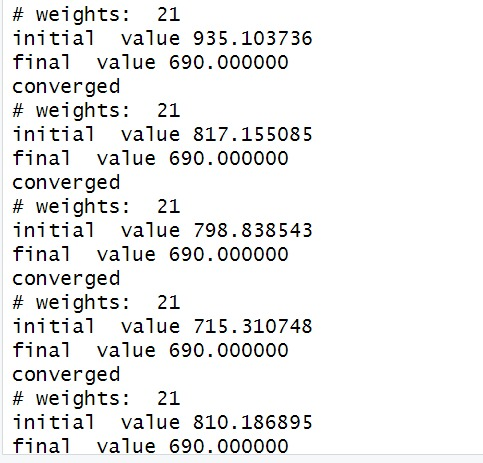 # weights:  21
initial  value 935.103736
final  value 690.000000
converged
# weights:  21
initial  value 817.155085
final  value 690.000000
converged
# weights:  21
initial  value 798.838543
final  value 690.000000
converged
# weights:  21
initial  value 715.310748
final  value 690.000000
converged
# weights:  21
initial  value 810.186895
final  value 690.000000